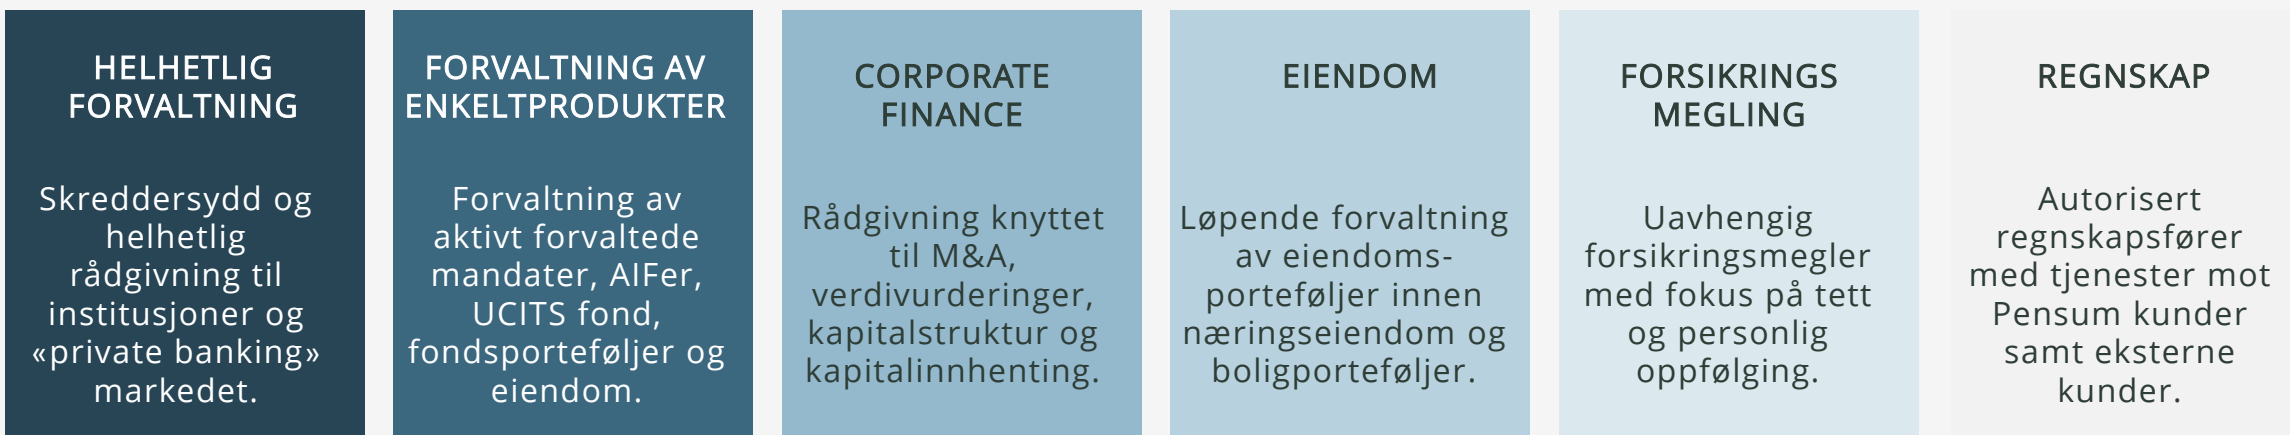 HELHETLIG
FORVALTNING
Skreddersydd og
helhetlig
rådgivning til
institusjoner og
«private banking»
markedet.
FORVALTNING AV
ENKELTPRODUKTER
Forvaltning av
aktivt forvaltede
mandater, AIFer,
UCITS fond,
fondsporteføljer og
eiendom.
CORPORATE
FINANCE
Rådgivning knyttet
til M&A,
verdivurderinger,
kapitalstruktur og
kapitalinnhenting.
EIENDOM
Løpende forvaltning
av eiendoms-
porteføljer innen
næringseiendom og
boligporteføljer.
FORSIKRINGS
MEGLING
Uavhengig
forsikringsmegler
med fokus på tett
og personlig
oppfølging.
REGNSKAP
Autorisert
regnskapsfører
med tjenester mot
Pensum kunder
samt eksterne
kunder.